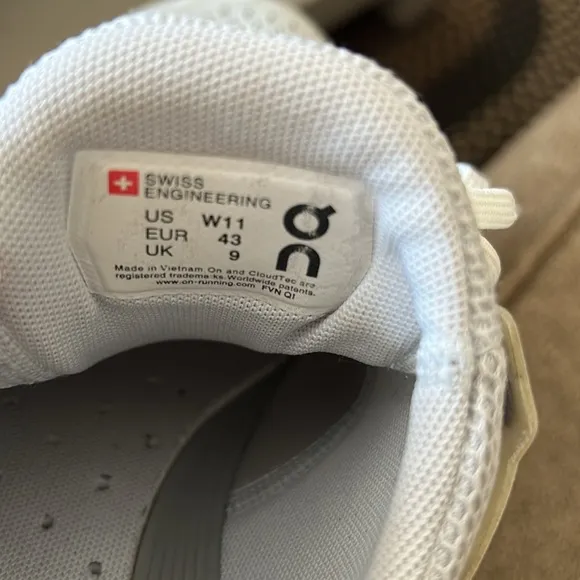 SWISS
ENGINEERING
US W11
EUR 43
UK 9
Made in Vietnam On and CloudTec are
registered trademarks. Worldwide patents.
www.on-running.com FVN QI
On